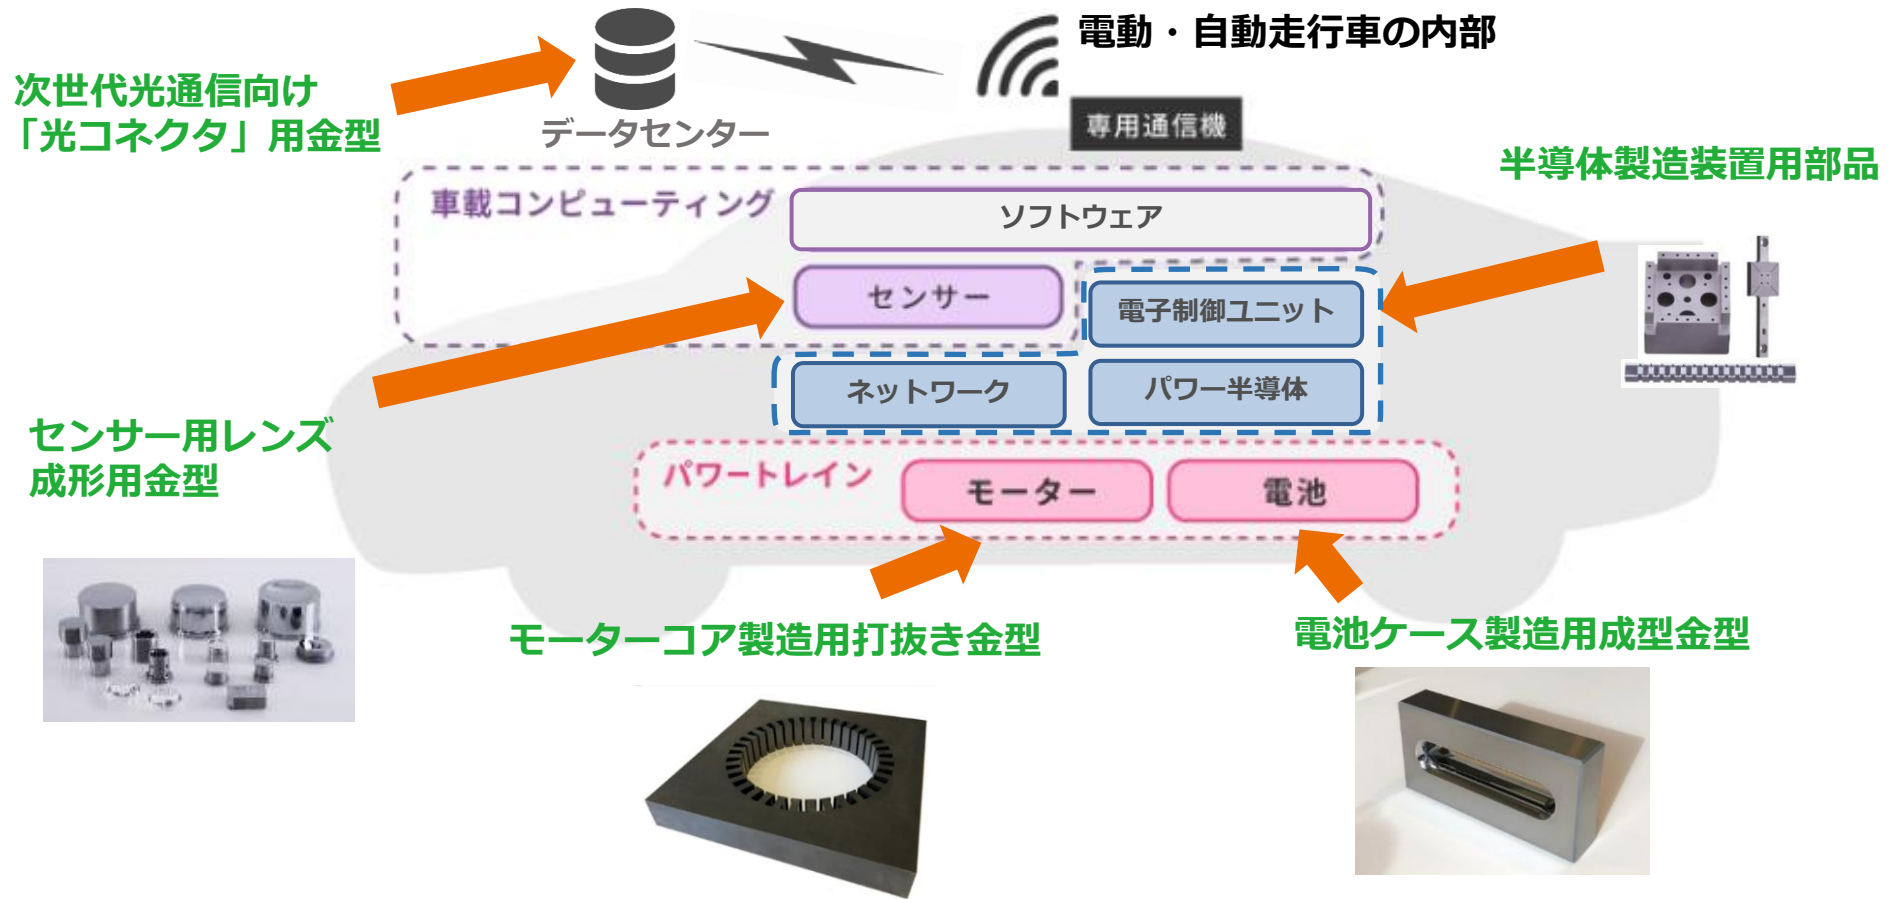 電動・自動走行車の内部
次世代光通信向け
「光コネクタ」用金型
データセンター
専用通信機
半導体製造装置用部品
車載コンピューティング
ソフトウェア
センサー
電子制御ユニット
ネットワーク
パワー半導体
センサー用レンズ
成形用金型
パワートレイン
モーター
電池
モーターコア製造用打抜き金型
電池ケース製造用成型金型